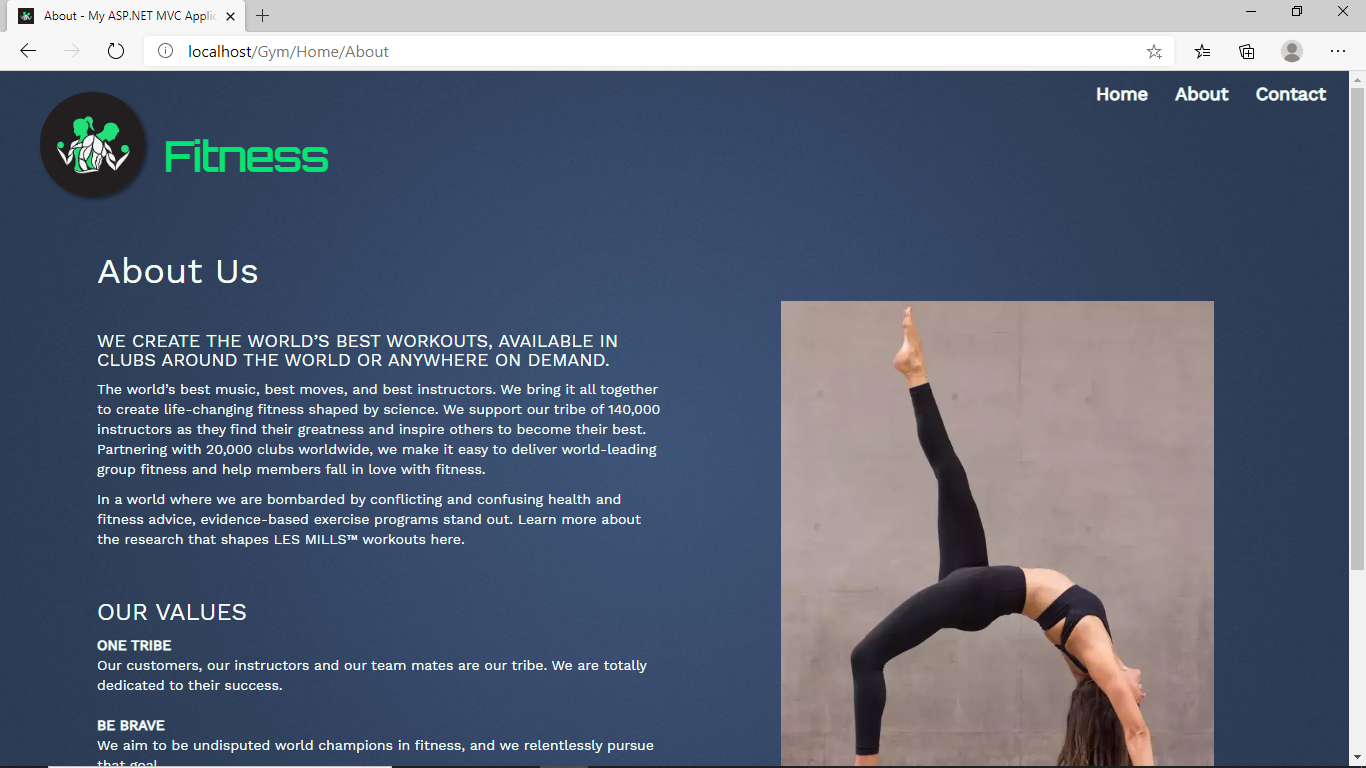 About - My ASP.NET MVC Applic
localhost/Gym/Home/About
Home About Contact
Fitness
About Us
WE CREATE THE WORLD’S BEST WORKOUTS, AVAILABLE IN
CLUBS AROUND THE WORLD OR ANYWHERE ON DEMAND.
The world’s best music, best moves, and best instructors. We bring it all together
to create life-changing fitness shaped by science. We support our tribe of 140,000
instructors as they find their greatness and inspire others to become their best.
Partnering with 20,000 clubs worldwide, we make it easy to deliver world-leading
group fitness and help members fall in love with fitness.
In a world where we are bombarded by conflicting and confusing health and
fitness advice, evidence-based exercise programs stand out. Learn more about
the research that shapes LES MILLS™ workouts here.
OUR VALUES
ONE TRIBE
Our customers, our instructors and our team mates are our tribe. We are totally
dedicated to their success.
BE BRAVE
We aim to be undisputed world champions in fitness, and we relentlessly pursue
that goal